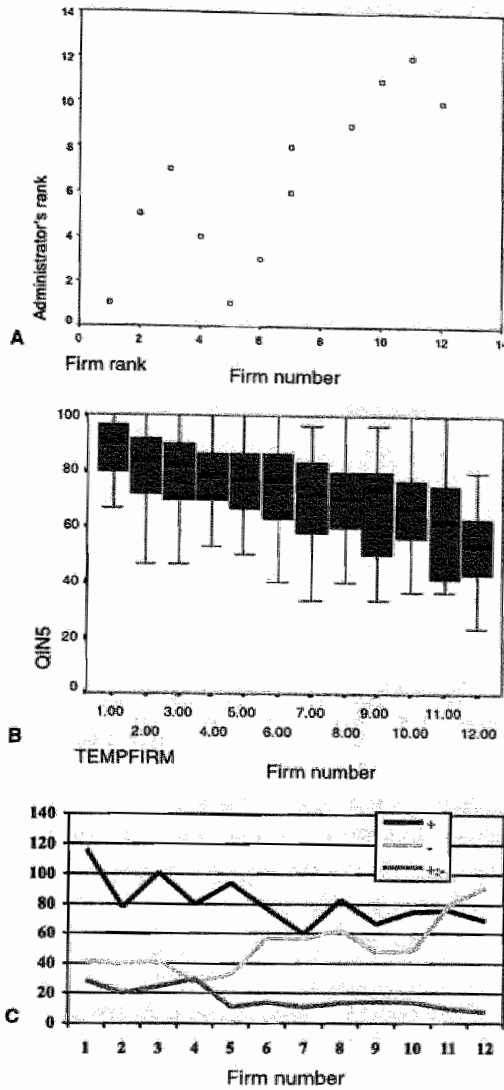 14
12
10
8
6
4
2
0
Administrator's rank
0 2 4 6 8 10 12 14
A
Firm rank
Firm number
100
80
60
40
20
0
QIN5
1.00 3.00 5.00 7.00 9.00 11.00
2.00 4.00 6.00 8.00 10.00 12.00
B
TEMPFIRM
Firm number
140
120
100
80
60
40
20
0
+
-
+;-
C
1 2 3 4 5 6 7 8 9 10 11 12
Firm number